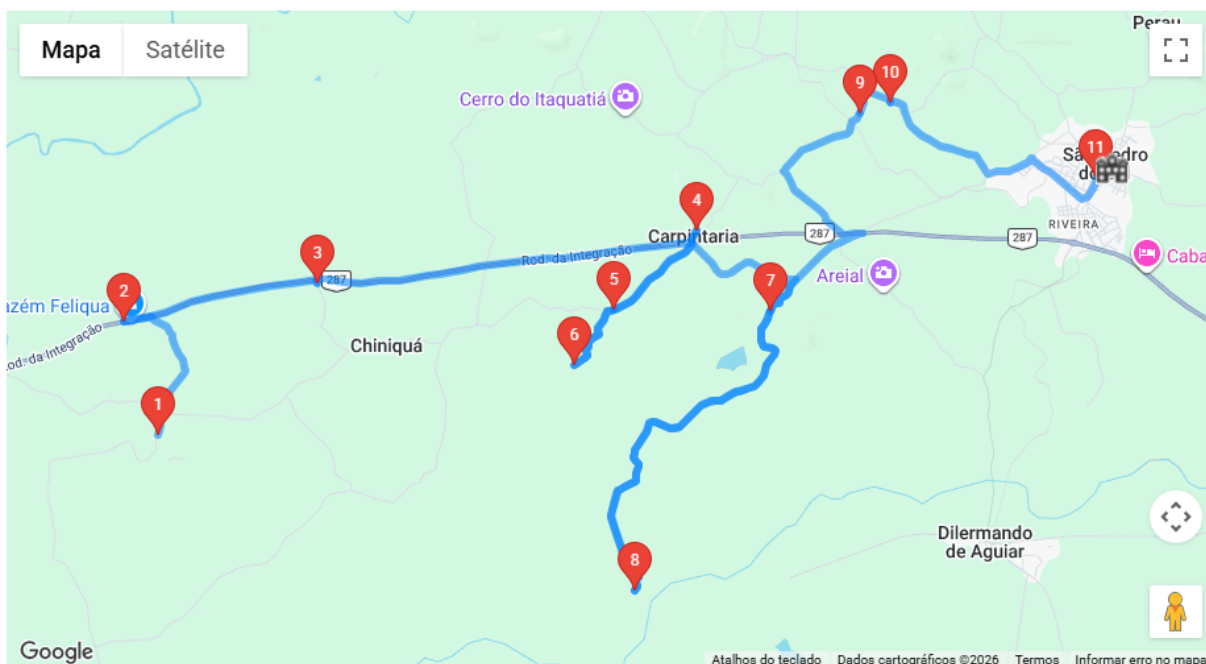 Mapa
Satélite
Perau
Cerro do Itaquatiá
9
10
11
São Pedro
do
4
Carpintaria
287
RIVEIRA
287
3
Rod. da Integração
287
5
7
Areial
Caba
2
azém Feliqua
Rod. da Integração
6
Chiniquá
1
8
Dilermando
de Aguiar
Google
Atalhos do teclado
Dados cartográficos ©2026
Termos
Informar erro no mapa